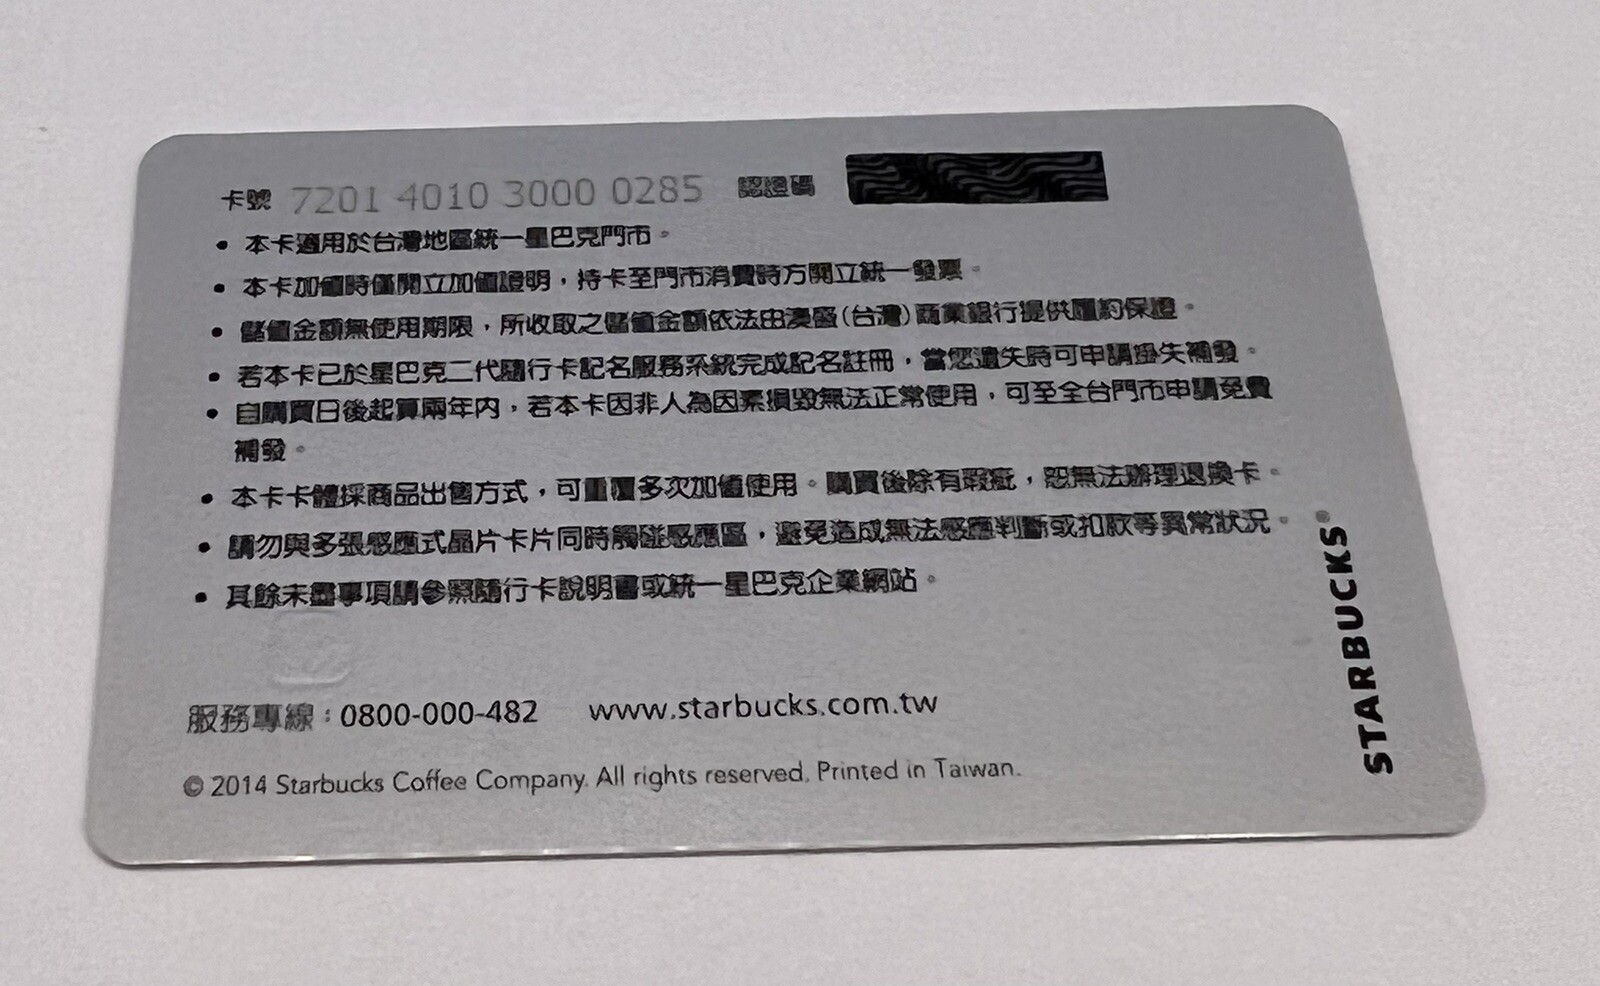 卡號 7201 4010 3000 0285 認證碼
• 本卡適用於台灣地區統一星巴克門市。
• 本卡加值時僅開立加值證明，持卡至門市消費時方開立統一發票。
• 儲值金額無使用期限，所收取之儲值金額依法由澳盛(台灣)商業銀行提供履約保證。
• 若本卡已於星巴克二代隨行卡記名服務系統完成記名註冊，當您遺失時可申請掛失補發。
• 自購買日後起算兩年內，若本卡因非人為因素損毀無法正常使用，可至全台門市申請免費
補發。
• 本卡卡體採商品出售方式，可重覆多次加值使用。購買後除有瑕疵，恕無法辦理退換卡。
• 請勿與多張感應式晶片卡片同時觸碰感應區，避免造成無法感應判斷或扣款等異常狀況。
• 其餘未盡事項請參照隨行卡說明書或統一星巴克企業網站。
服務專線：0800-000-482 www.starbucks.com.tw
© 2014 Starbucks Coffee Company. All rights reserved. Printed in Taiwan.
STARBUCKS®